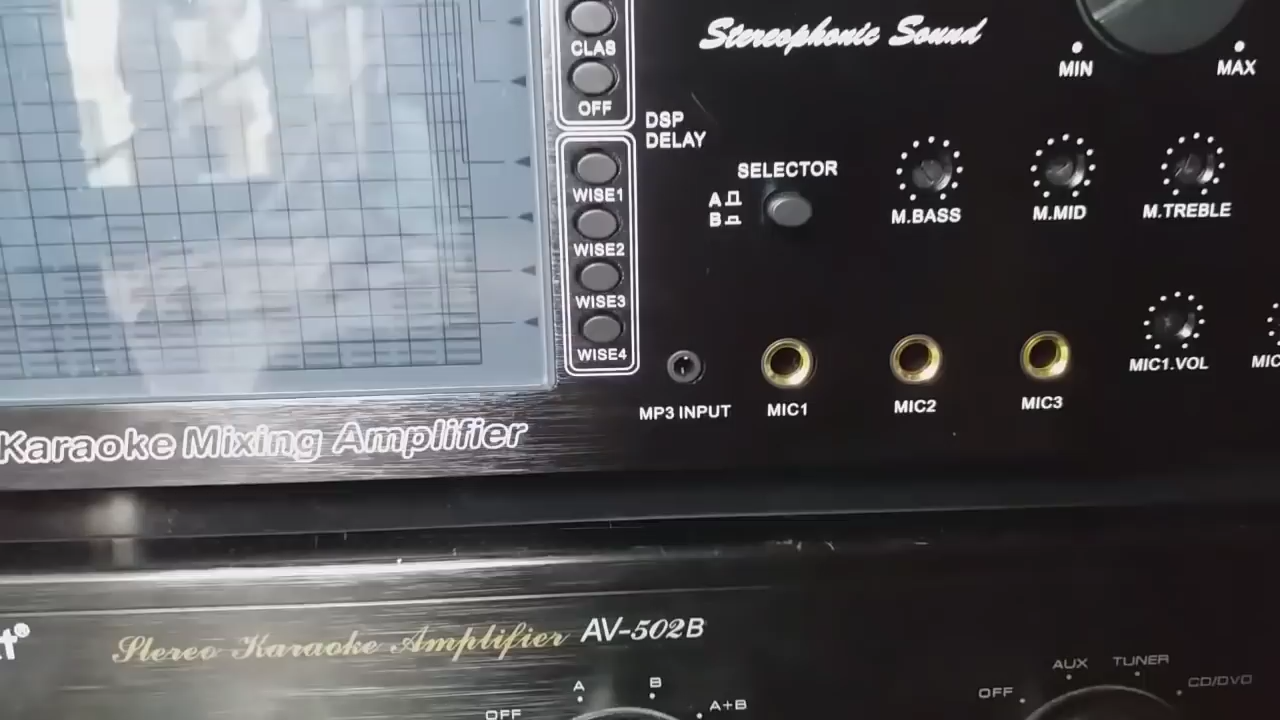 CLAS
OFF
DSP
DELAY
WISE1
WISE2
WISE3
WISE4
Stereophonic Sound
MIN
MAX
SELECTOR
A
B
M.BASS
M.MID
M.TREBLE
MP3 INPUT
MIC1
MIC2
MIC3
MIC1.VOL
MIC
Karaoke Mixing Amplifier
Stereo Karaoke Amplifier AV-502B
OFF
A
B
A+B
OFF
AUX
TUNER
CD/DVD